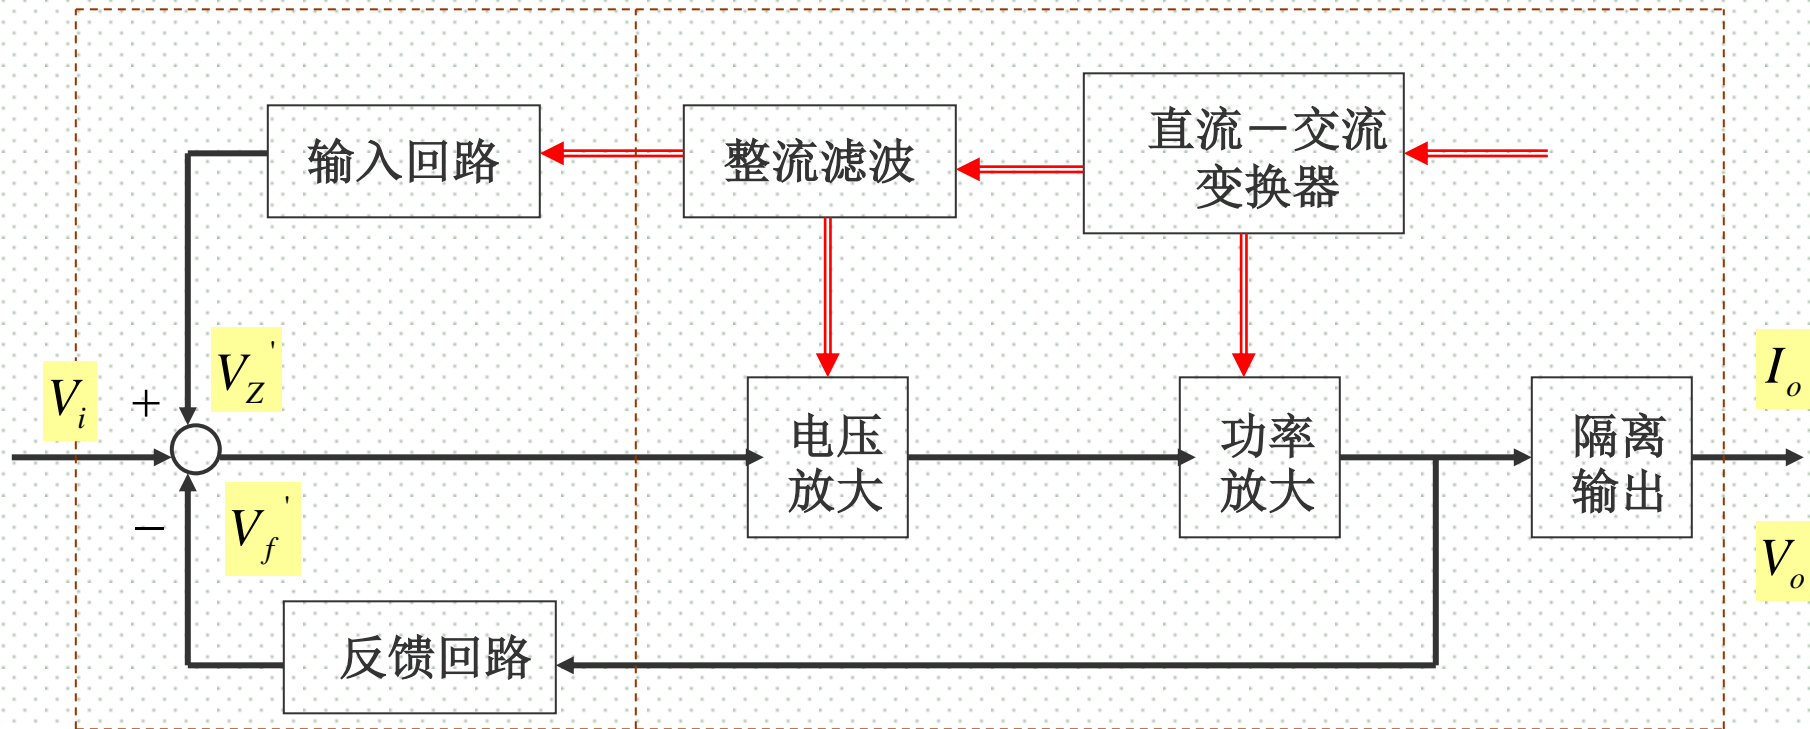 输入回路
整流滤波
直流－交流
变换器
V_Z'
V_i
+
I_o
电压
放大
功率
放大
隔离
输出
V_f'
−
V_o
反馈回路